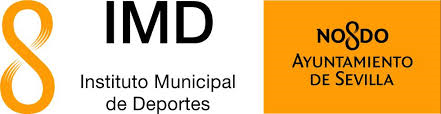 IMD
Instituto Municipal
de Deportes
NO8DO
AYUNTAMIENTO
DE SEVILLA